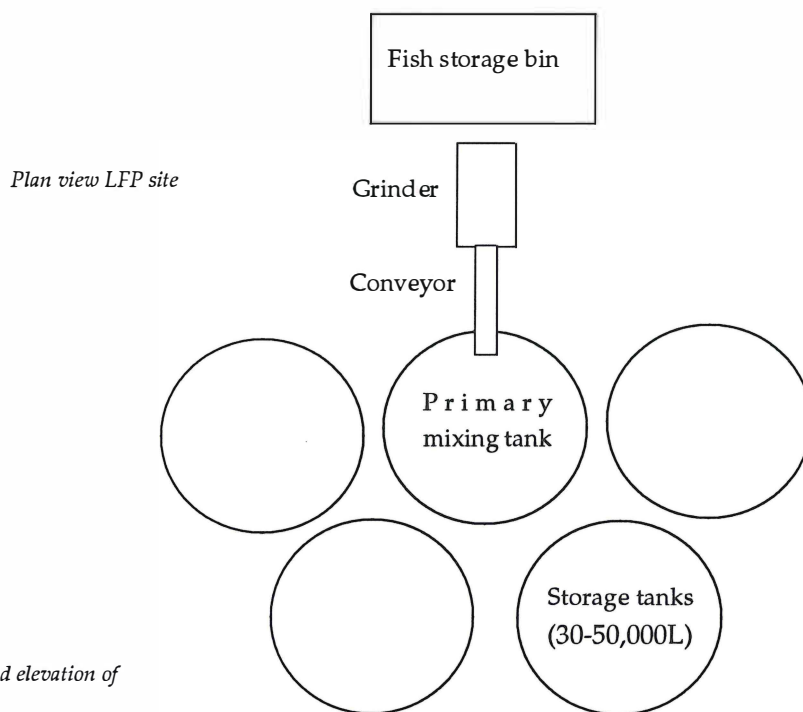 Fish storage bin
Plan view LFP site
Grinder
Conveyor
Primary
mixing tank
Storage tanks
(30-50,000L)
d elevation of